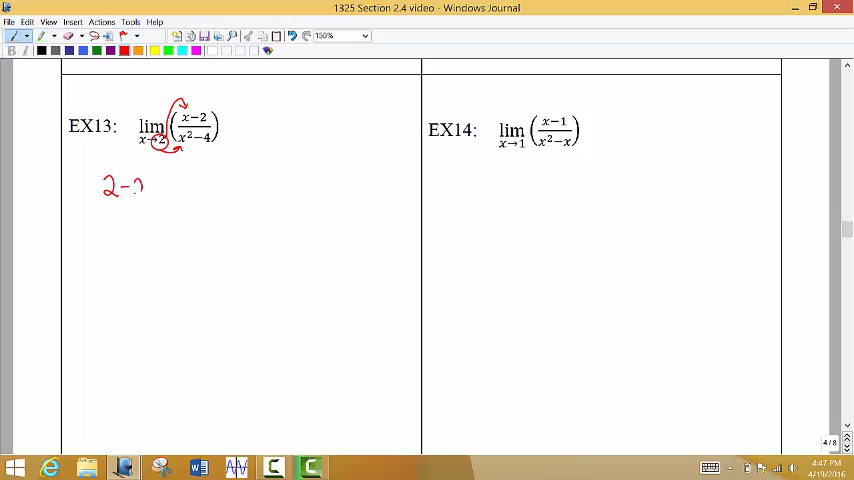 1325 Section 2.4 video - Windows Journal
File Edit View Insert Actions Tools Help
B I 150%
EX13: lim x→2 (x−2 / x²−4)
EX14: lim x→1 (x−1 / x²−x)
2-
4/8
4:47 PM
4/19/2016